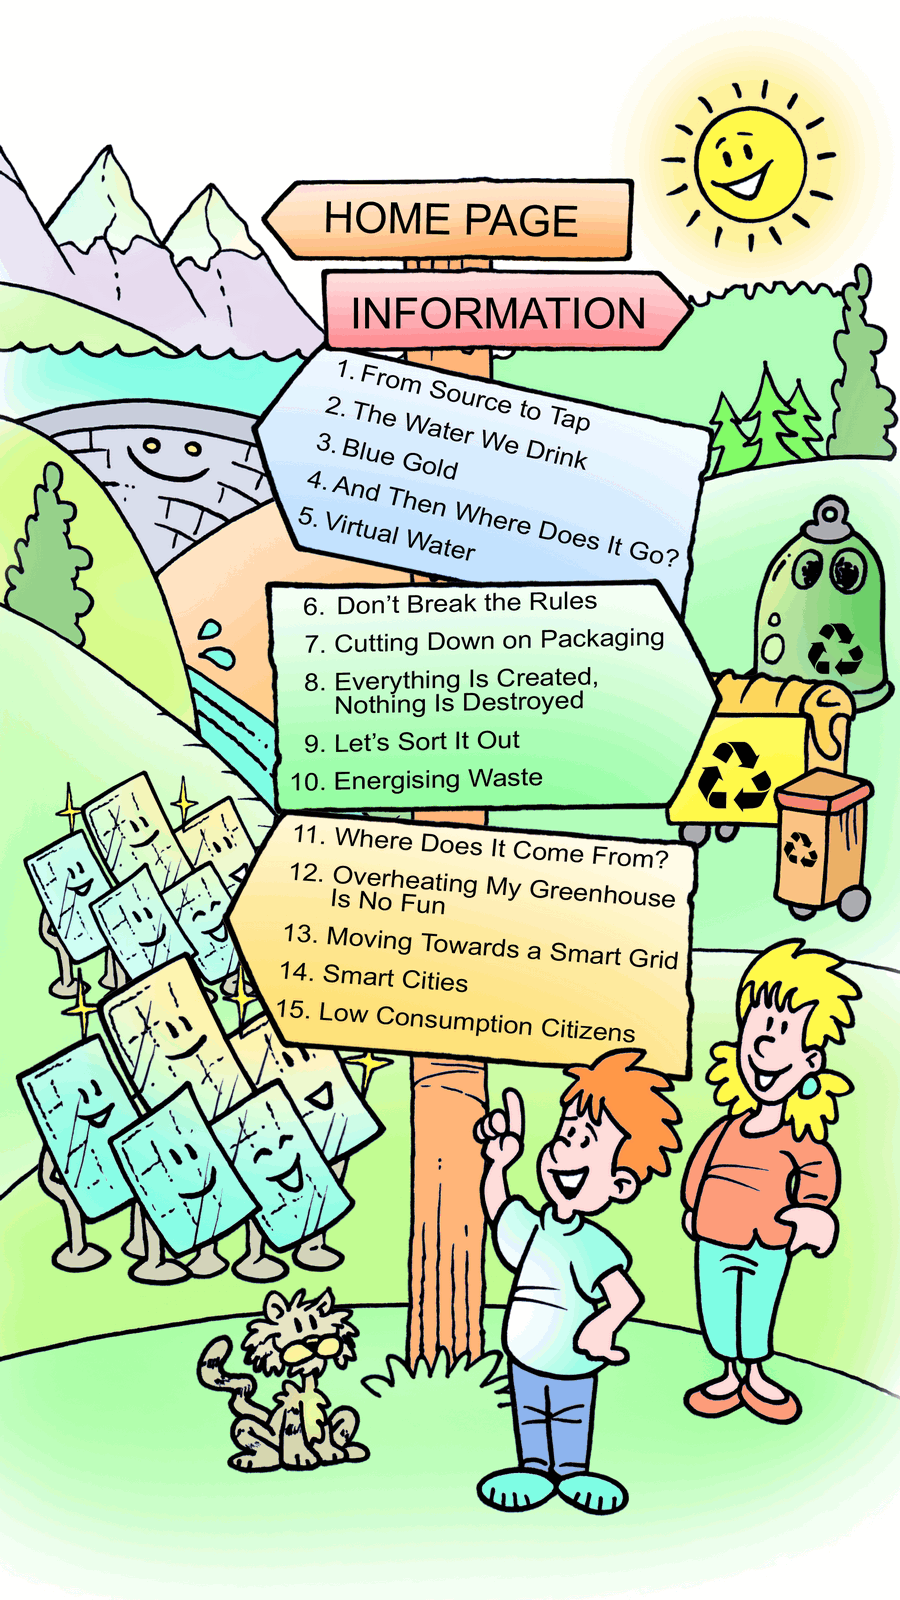 HOME PAGE
INFORMATION
1. From Source to Tap
2. The Water We Drink
3. Blue Gold
4. And Then Where Does It Go?
5. Virtual Water
6. Don't Break the Rules
7. Cutting Down on Packaging
8. Everything Is Created,
Nothing Is Destroyed
9. Let's Sort It Out
10. Energising Waste
11. Where Does It Come From?
12. Overheating My Greenhouse
Is No Fun
13. Moving Towards a Smart Grid
14. Smart Cities
15. Low Consumption Citizens